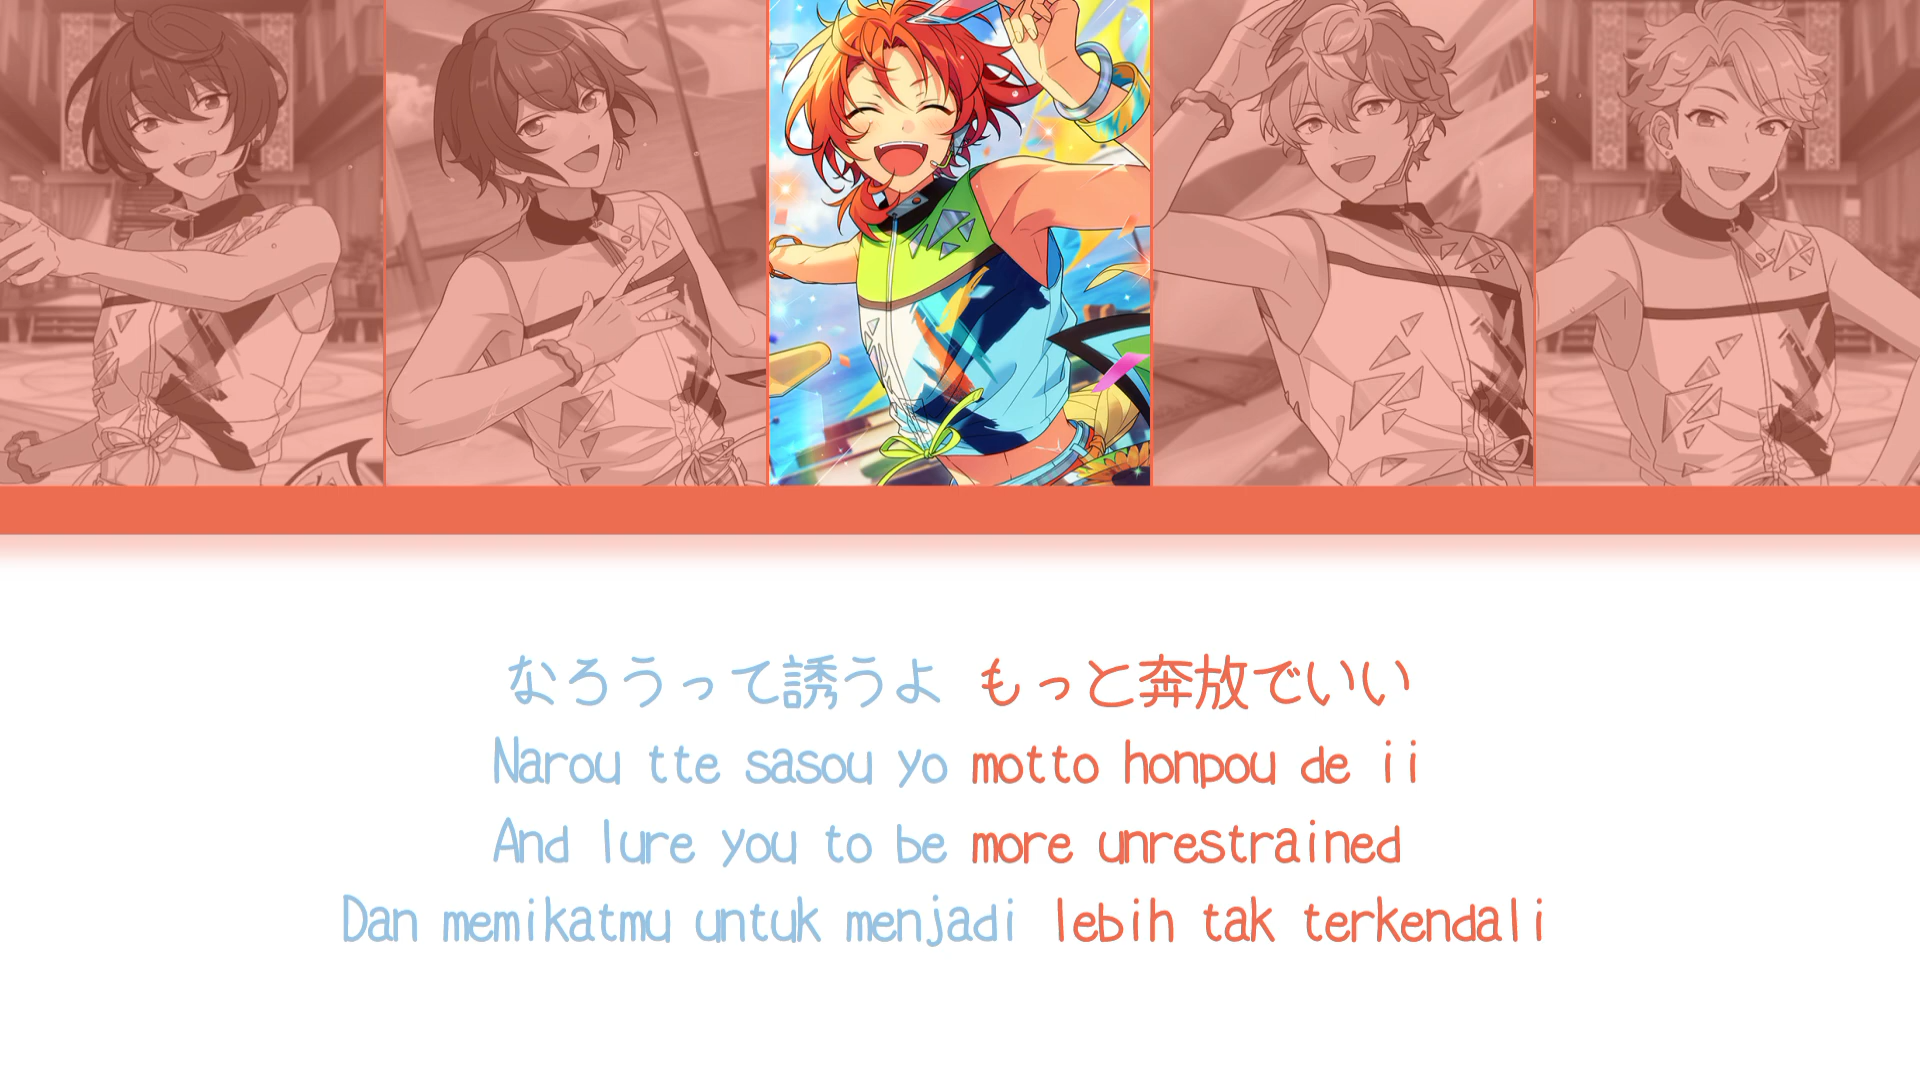 なろうって誘うよ もっと奔放でいい
Narou tte sasou yo motto honpou de ii
And lure you to be more unrestrained
Dan memikatmu untuk menjadi lebih tak terkendali